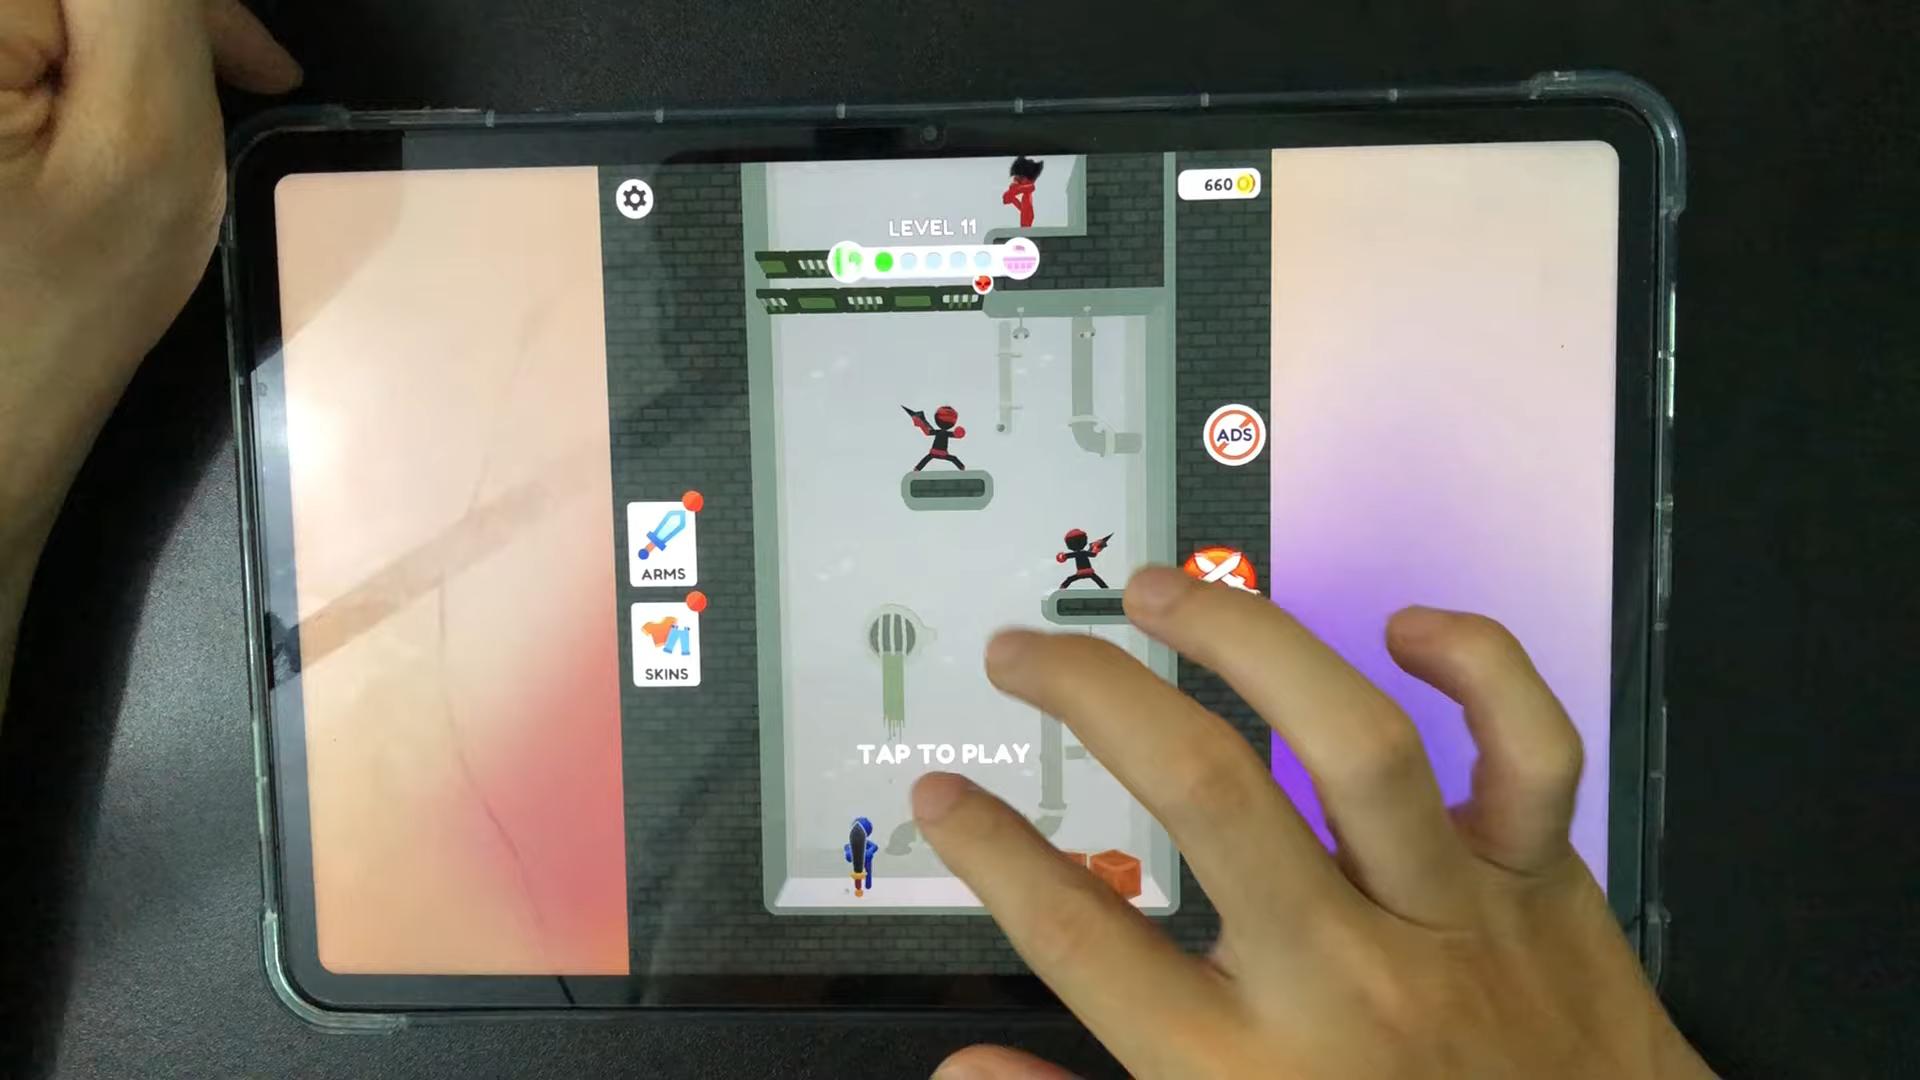 LEVEL 11
660
ADS
ARMS
SKINS
TAP TO PLAY